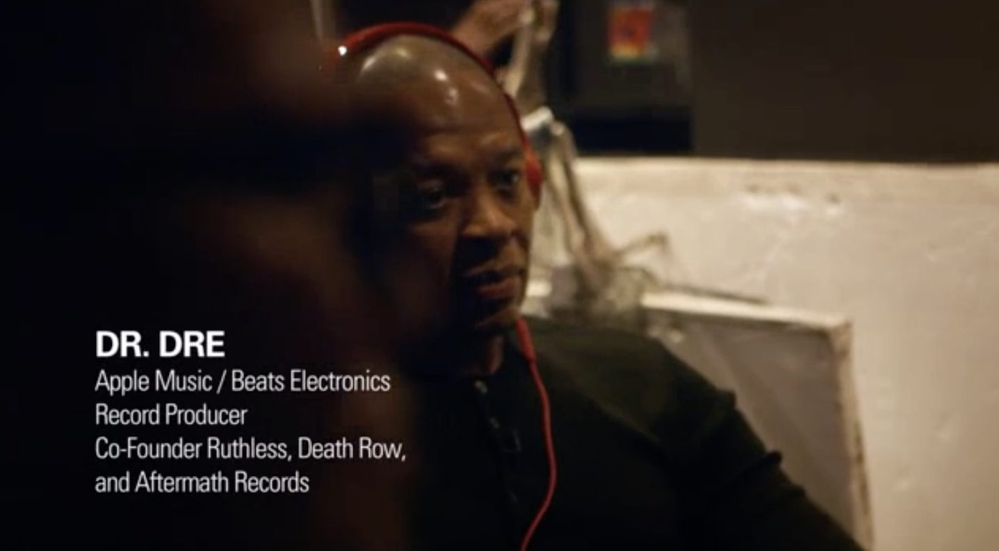 DR. DRE
Apple Music / Beats Electronics
Record Producer
Co-Founder Ruthless, Death Row,
and Aftermath Records